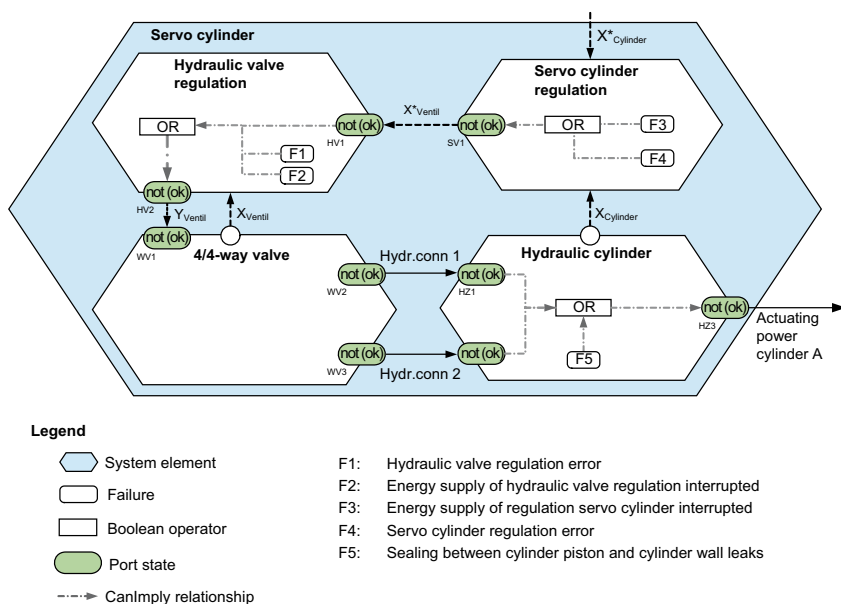 Servo cylinder
X*Cylinder
Hydraulic valve
regulation
Servo cylinder
regulation
X*Ventil
OR
not (ok)
HV1
not (ok)
SV1
OR
F3
F1
F4
F2
not (ok)
HV2
YVentil
XVentil
XCylinder
not (ok)
WV1
4/4-way valve
Hydr.conn 1
Hydraulic cylinder
not (ok)
WV2
not (ok)
HZ1
OR
not (ok)
HZ3
Actuating
power
cylinder A
F5
not (ok)
WV3
Hydr.conn 2
not (ok)
Legend
System element
Failure
Boolean operator
Port state
CanImply relationship
F1: Hydraulic valve regulation error
F2: Energy supply of hydraulic valve regulation interrupted
F3: Energy supply of regulation servo cylinder interrupted
F4: Servo cylinder regulation error
F5: Sealing between cylinder piston and cylinder wall leaks